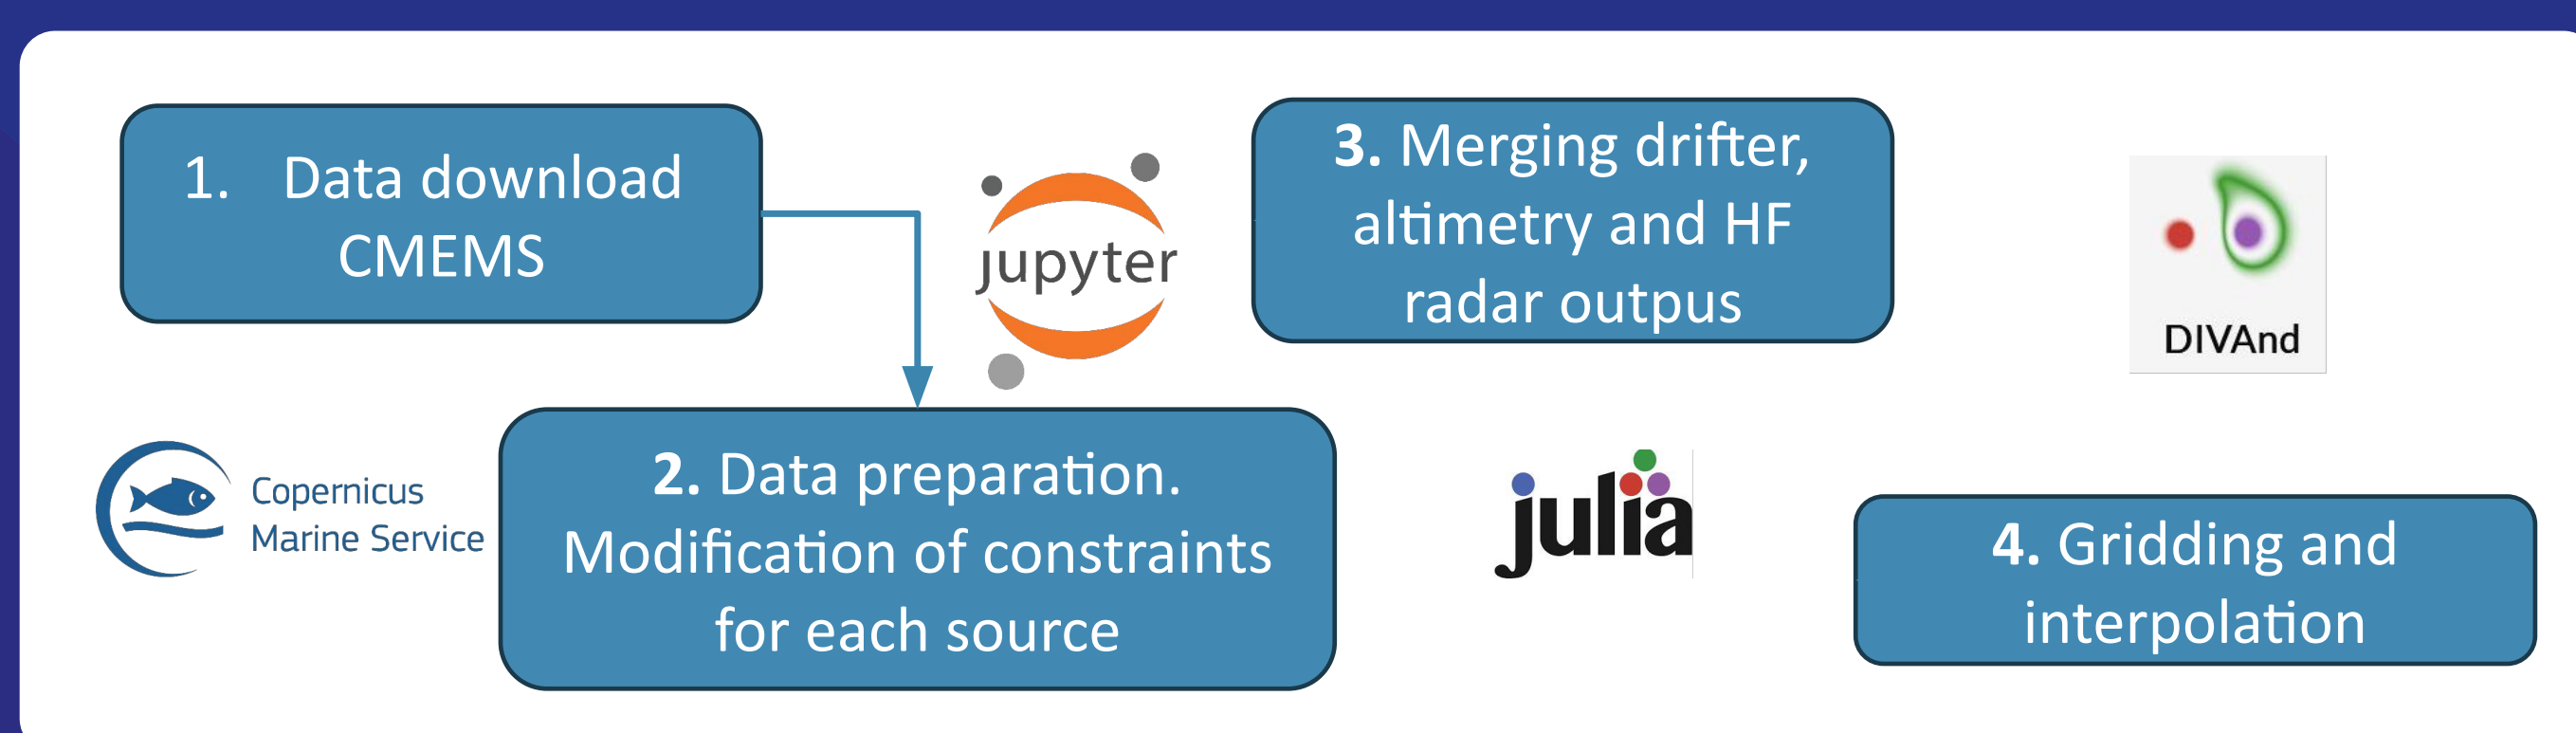 1. Data download
CMEMS
jupyter
3. Merging drifter,
altimetry and HF
radar outpus
DIVAnd
Copernicus
Marine Service
2. Data preparation.
Modification of constraints
for each source
julia
4. Gridding and
interpolation